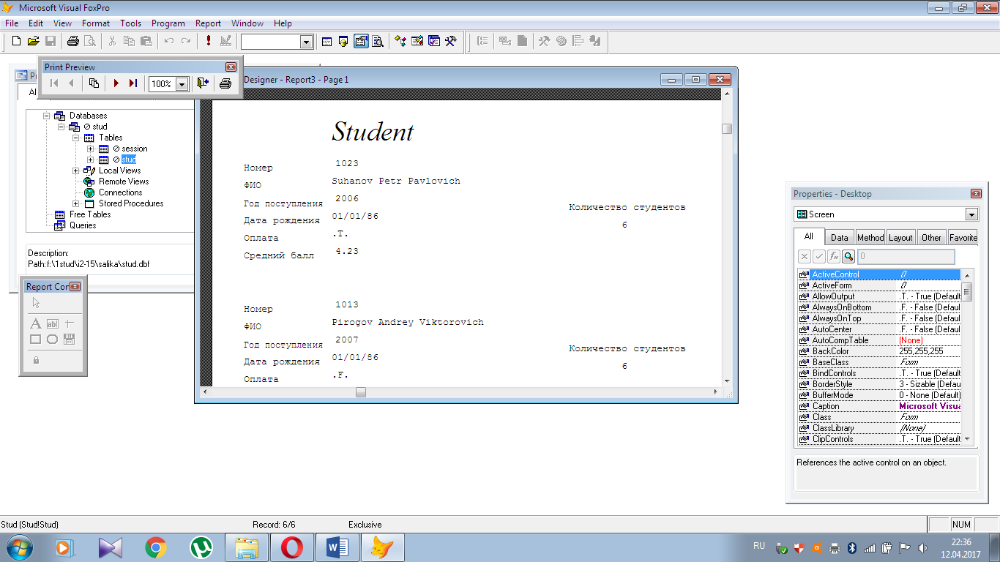 Microsoft Visual FoxPro
File Edit View Format Tools Program Report Window Help
Print Preview
100%
Designer - Report3 - Page 1
Al
Databases
stud
Tables
session
stud
Local Views
Remote Views
Connections
Stored Procedures
Free Tables
Queries
Description:
Path: f:\1stud\i2-15\salika\stud.dbf
Report Con
Student
Номер 1023
ФИО Suhanov Petr Pavlovich
Год поступления 2006
Количество студентов
Дата рождения 01/01/86
6
Оплата .T.
Средний балл 4.23
Номер 1013
ФИО Pirogov Andrey Viktorovich
Год поступления 2007
Количество студентов
Дата рождения 01/01/86
6
Оплата .F.
Properties - Desktop
Screen
All Data Method Layout Other Favorite
0
ActiveControl 0
ActiveForm 0
AllowOutput .T. - True (Default
AlwaysOnBottom .F. - False (Default
AlwaysOnTop .F. - False (Default
AutoCenter .F. - False (Default
AutoCompTable (None)
BackColor 255,255,255
BaseClass Form
BindControls .T. - True (Default
BorderStyle 3 - Sizable (Defau
BufferMode 0 - None (Default)
Caption Microsoft Visua
Class Form
ClassLibrary (None)
ClipControls .T. - True (Default
References the active control on an object.
Stud (Stud!Stud) Record: 6/6 Exclusive NUM
RU
22:36
12.04.2017